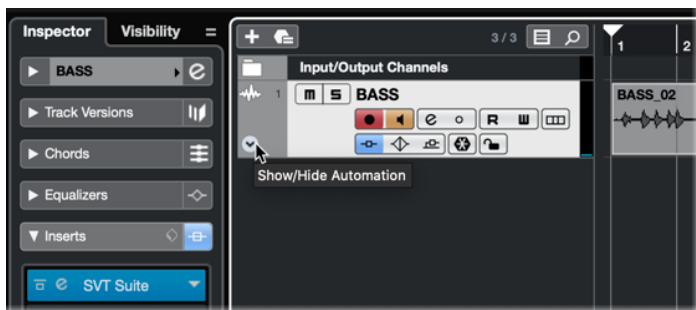 Inspector Visibility
3/3
1 2
BASS
Input/Output Channels
1 m S BASS
BASS_02
e R W
Track Versions
Chords
Show/Hide Automation
Equalizers
Inserts
SVT Suite